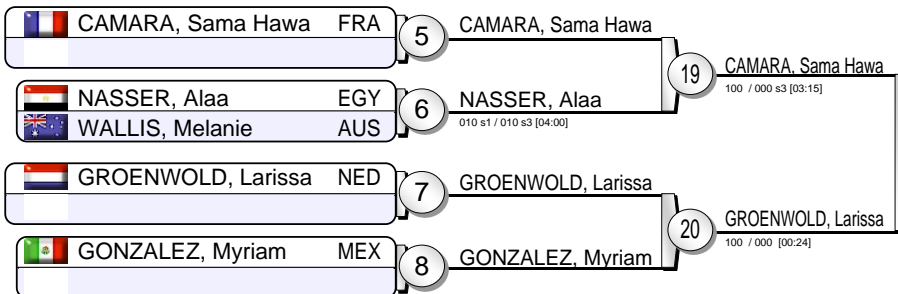 CAMARA, Sama Hawa FRA
5
CAMARA, Sama Hawa
19
CAMARA, Sama Hawa
100 / 000 s3 [03:15]
NASSER, Alaa EGY
WALLIS, Melanie AUS
6
NASSER, Alaa
010 s1 / 010 s3 [04:00]
GROENWOLD, Larissa NED
7
GROENWOLD, Larissa
20
GROENWOLD, Larissa
100 / 000 [00:24]
GONZALEZ, Myriam MEX
8
GONZALEZ, Myriam